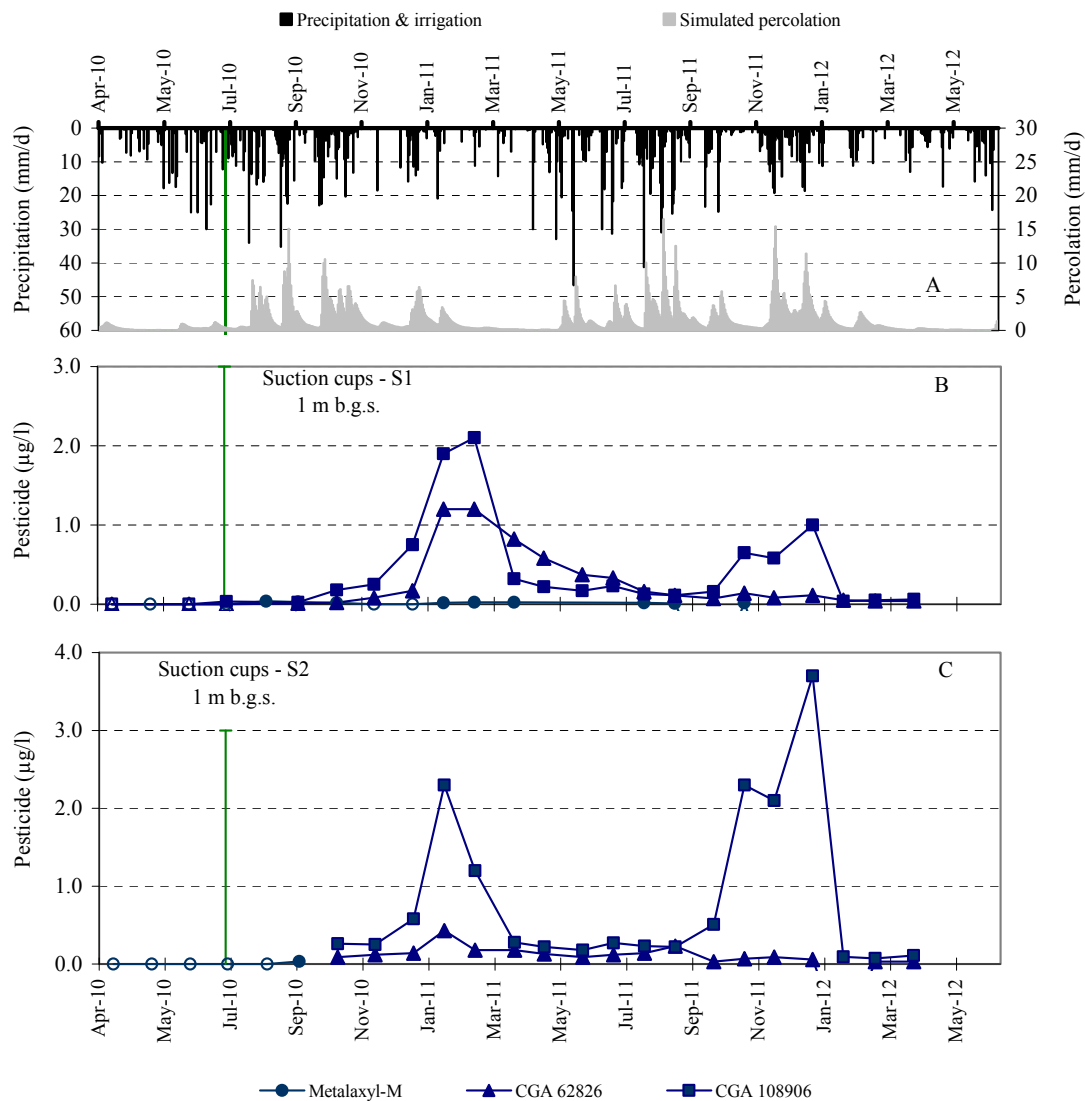 Precipitation & irrigation Simulated percolation
Apr-10 May-10 Jul-10 Sep-10 Nov-10 Jan-11 Mar-11 May-11 Jul-11 Sep-11 Nov-11 Jan-12 Mar-12 May-12
Precipitation (mm/d)
0
10
20
30
40
50
60
30
25
20
15
10
5
0
Percolation (mm/d)
A
Pesticide (µg/l)
3.0
2.0
1.0
0.0
Suction cups - S1
1 m b.g.s.
B
Pesticide (µg/l)
4.0
3.0
2.0
1.0
0.0
Suction cups - S2
1 m b.g.s.
C
Apr-10 May-10 Jul-10 Sep-10 Nov-10 Jan-11 Mar-11 May-11 Jul-11 Sep-11 Nov-11 Jan-12 Mar-12 May-12
Metalaxyl-M CGA 62826 CGA 108906